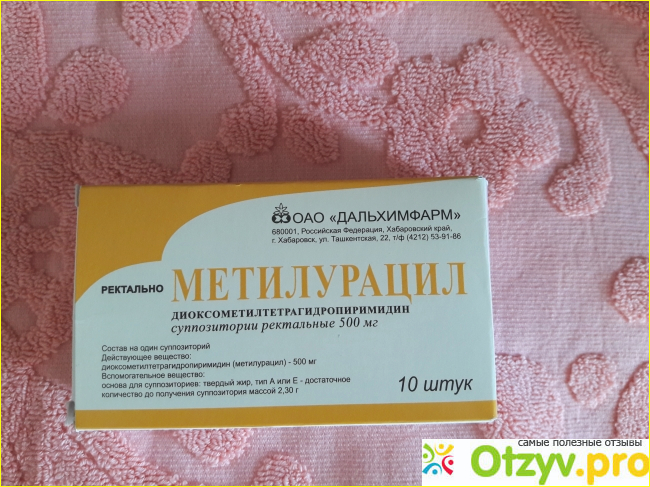 ОАО «ДАЛЬХИМФАРМ»
680001, Российская Федерация, Хабаровский край,
г. Хабаровск, ул. Ташкентская, 22, т/ф (4212) 53-91-86
РЕКТАЛЬНО МЕТИЛУРАЦИЛ
ДИОКСОМЕТИЛТЕТРАГИДРОПИРИМИДИН
суппозитории ректальные 500 мг
Состав на один суппозиторий
Действующее вещество:
диоксометилтетрагидропиримидин (метилурацил) - 500 мг
Вспомогательное вещество:
основа для суппозиториев: твердый жир, тип А или Е - достаточное
количество до получения суппозитория массой 2,30 г
10 штук
самые полезные отзывы
Otzyv.pro